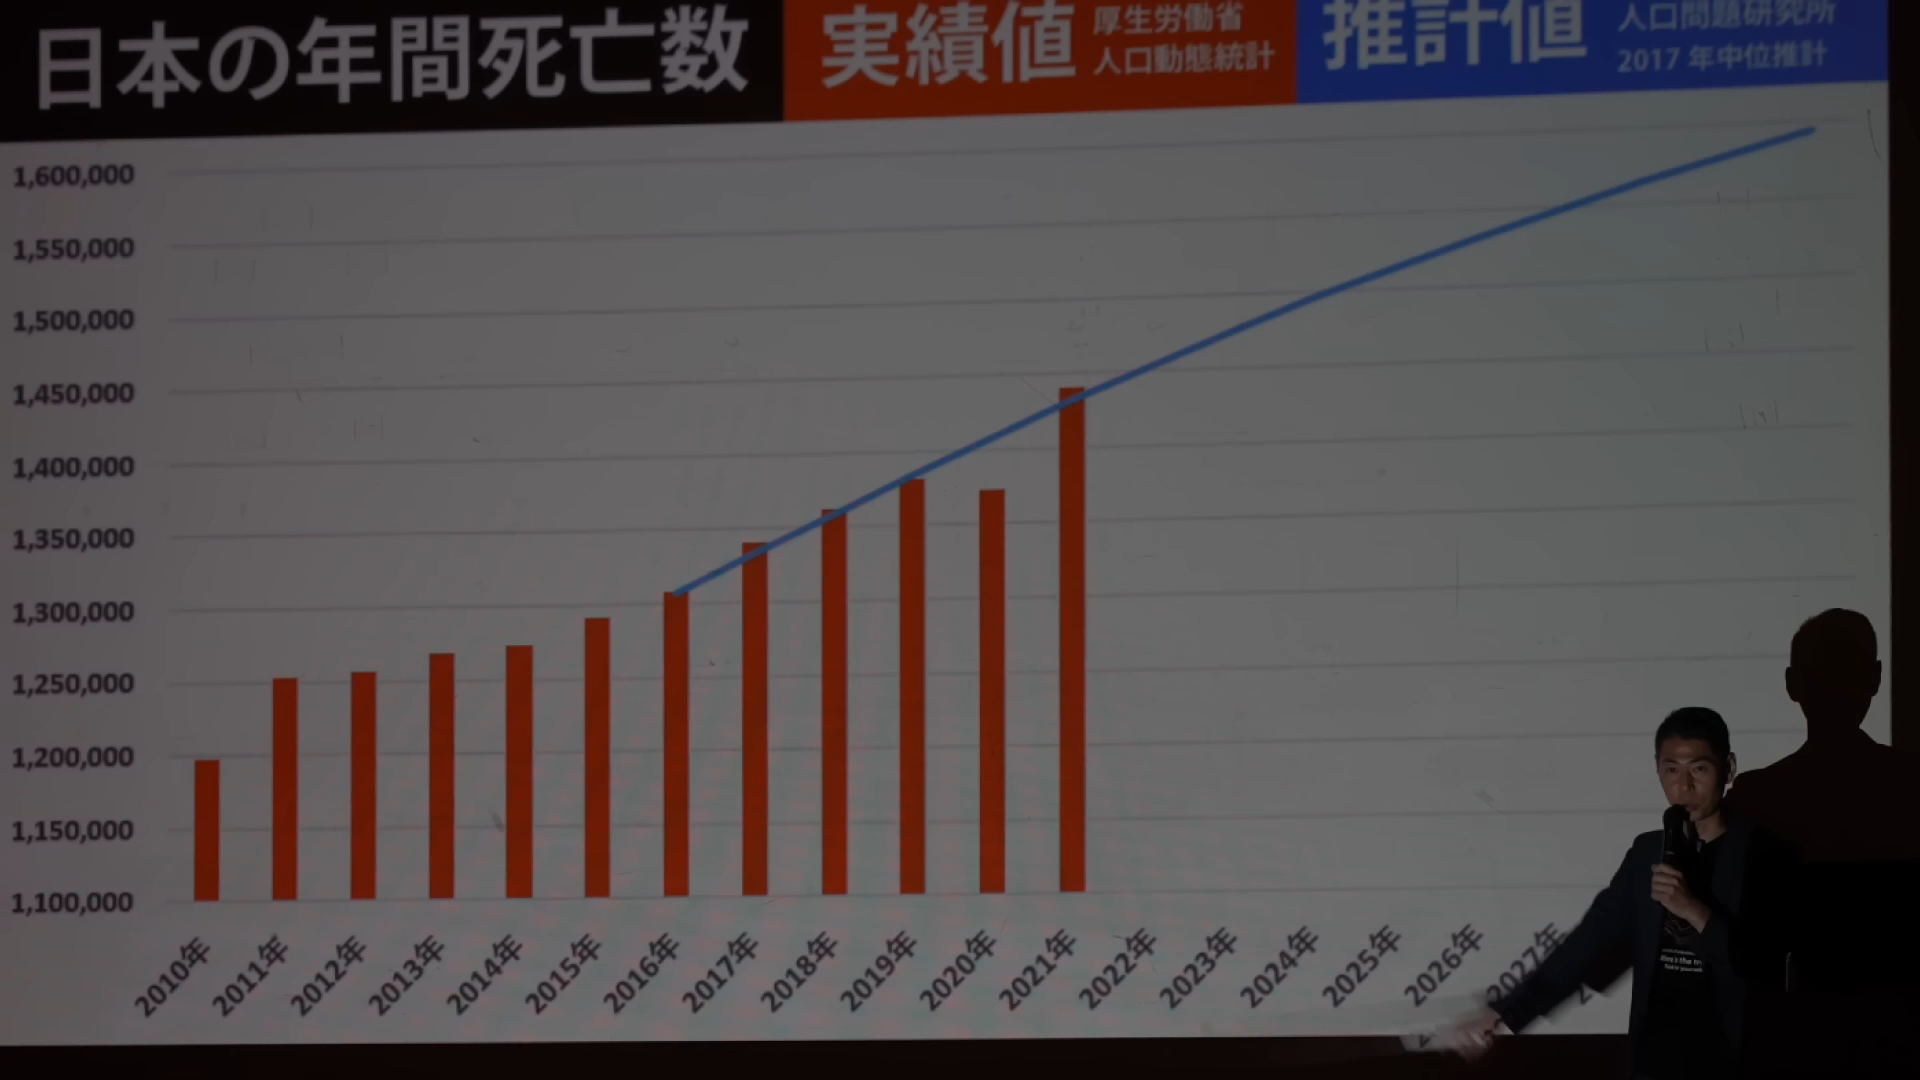 日本の年間死亡数
実績値
厚生労働省
人口動態統計
推計値
人口問題研究所
2017年中位推計
1,600,000
1,550,000
1,500,000
1,450,000
1,400,000
1,350,000
1,300,000
1,250,000
1,200,000
1,150,000
1,100,000
2010年
2011年
2012年
2013年
2014年
2015年
2016年
2017年
2018年
2019年
2020年
2021年
2022年
2023年
2024年
2025年
2026年
2027年